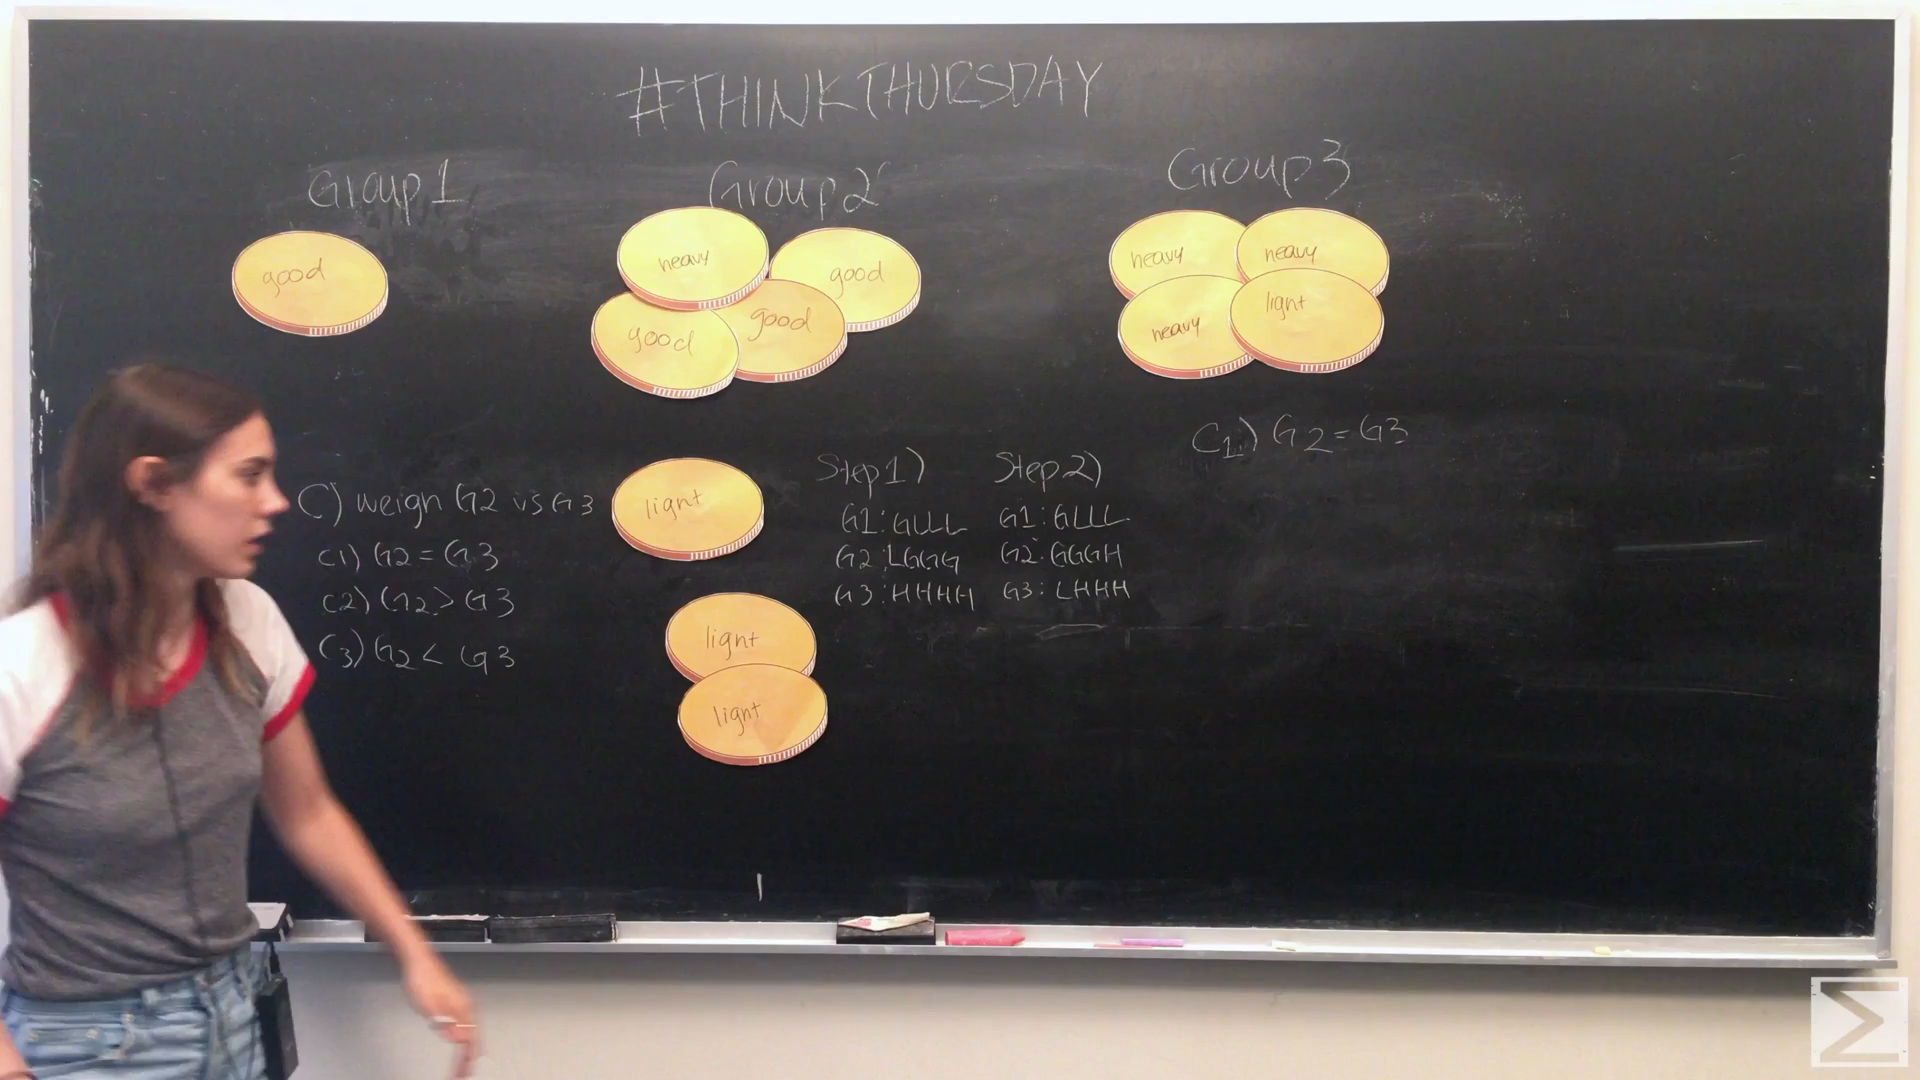 #THINKTHURSDAY
Group 1
Group 2
Group 3
good
heavy
good
good
good
heavy
heavy
heavy
light
C) weigh G2 vs G3
C1) G2 = G3
C2) G2 > G3
C3) G2 < G3
light
light
light
Step 1)
G1: GLLL
G2: LGGG
G3: HHHH
Step 2)
G1: GLLL
G2: GGGH
G3: LHHH
C1) G2 = G3
Σ